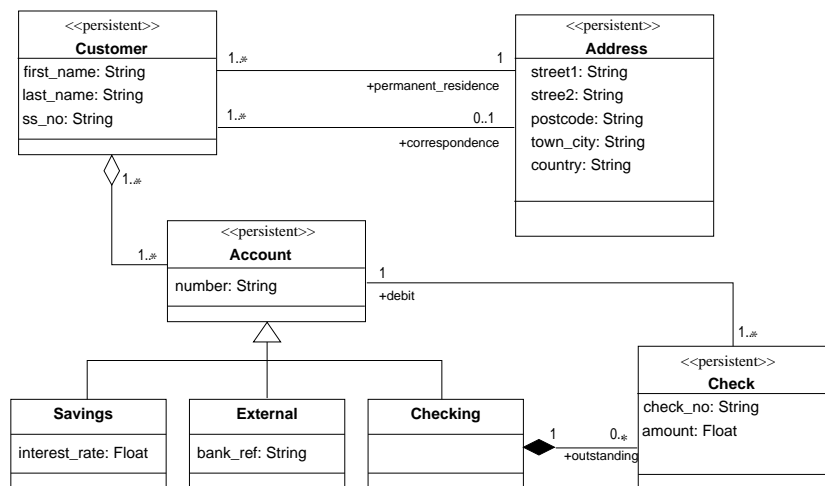 <<persistent>>
Customer
first_name: String
last_name: String
ss_no: String
1..*
1
+permanent_residence
1..*
0..1
+correspondence
<<persistent>>
Address
street1: String
stree2: String
postcode: String
town_city: String
country: String
1..*
1..*
<<persistent>>
Account
number: String
1
+debit
1..*
<<persistent>>
Check
check_no: String
amount: Float
Savings
interest_rate: Float
External
bank_ref: String
Checking
1
0..*
+outstanding